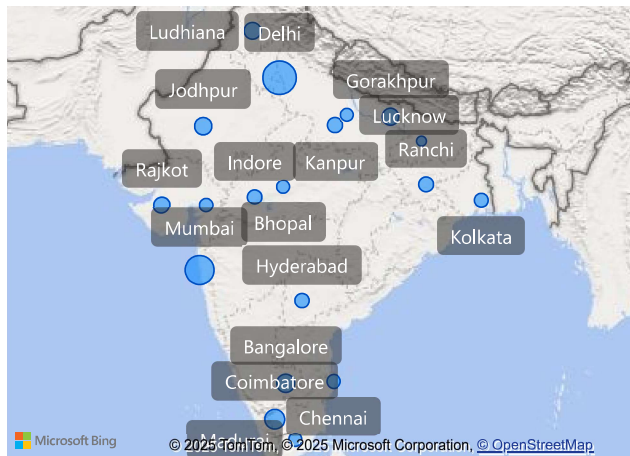 Ludhiana
Delhi
Gorakhpur
Jodhpur
Lucknow
Ranchi
Rajkot
Indore
Kanpur
Mumbai
Bhopal
Kolkata
Hyderabad
Bangalore
Coimbatore
Chennai
Madurai
Microsoft Bing
© 2025 TomTom, © 2025 Microsoft Corporation, © OpenStreetMap